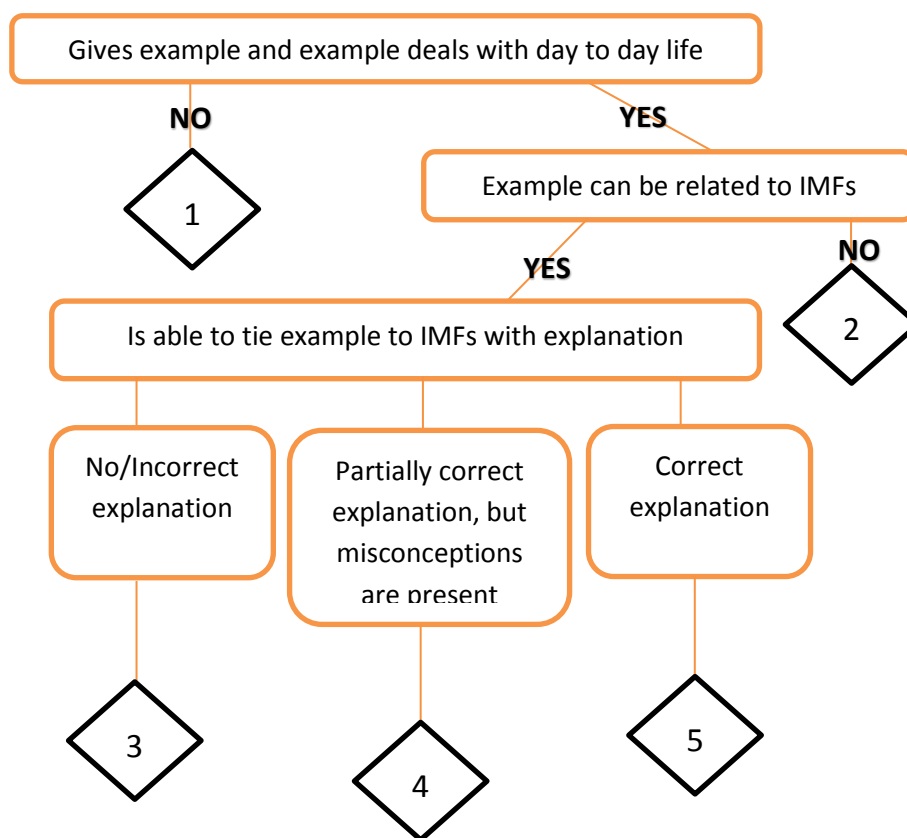 Gives example and example deals with day to day life
NO
YES
1
Example can be related to IMFs
YES
NO
2
Is able to tie example to IMFs with explanation
No/Incorrect
explanation
Partially correct
explanation, but
misconceptions
are present
Correct
explanation
3
4
5